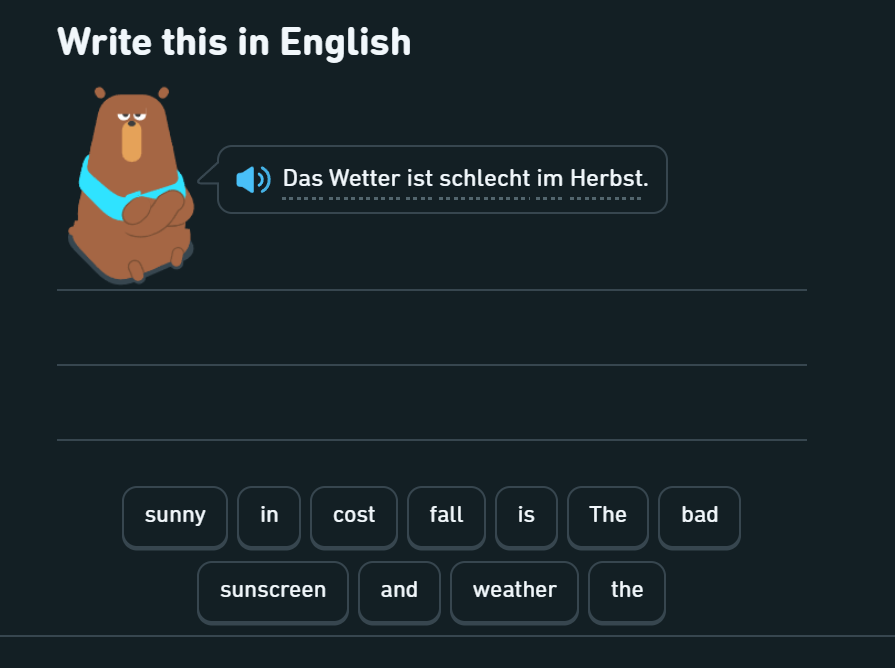 Write this in English
Das Wetter ist schlecht im Herbst.
sunny in cost fall is The bad
sunscreen and weather the